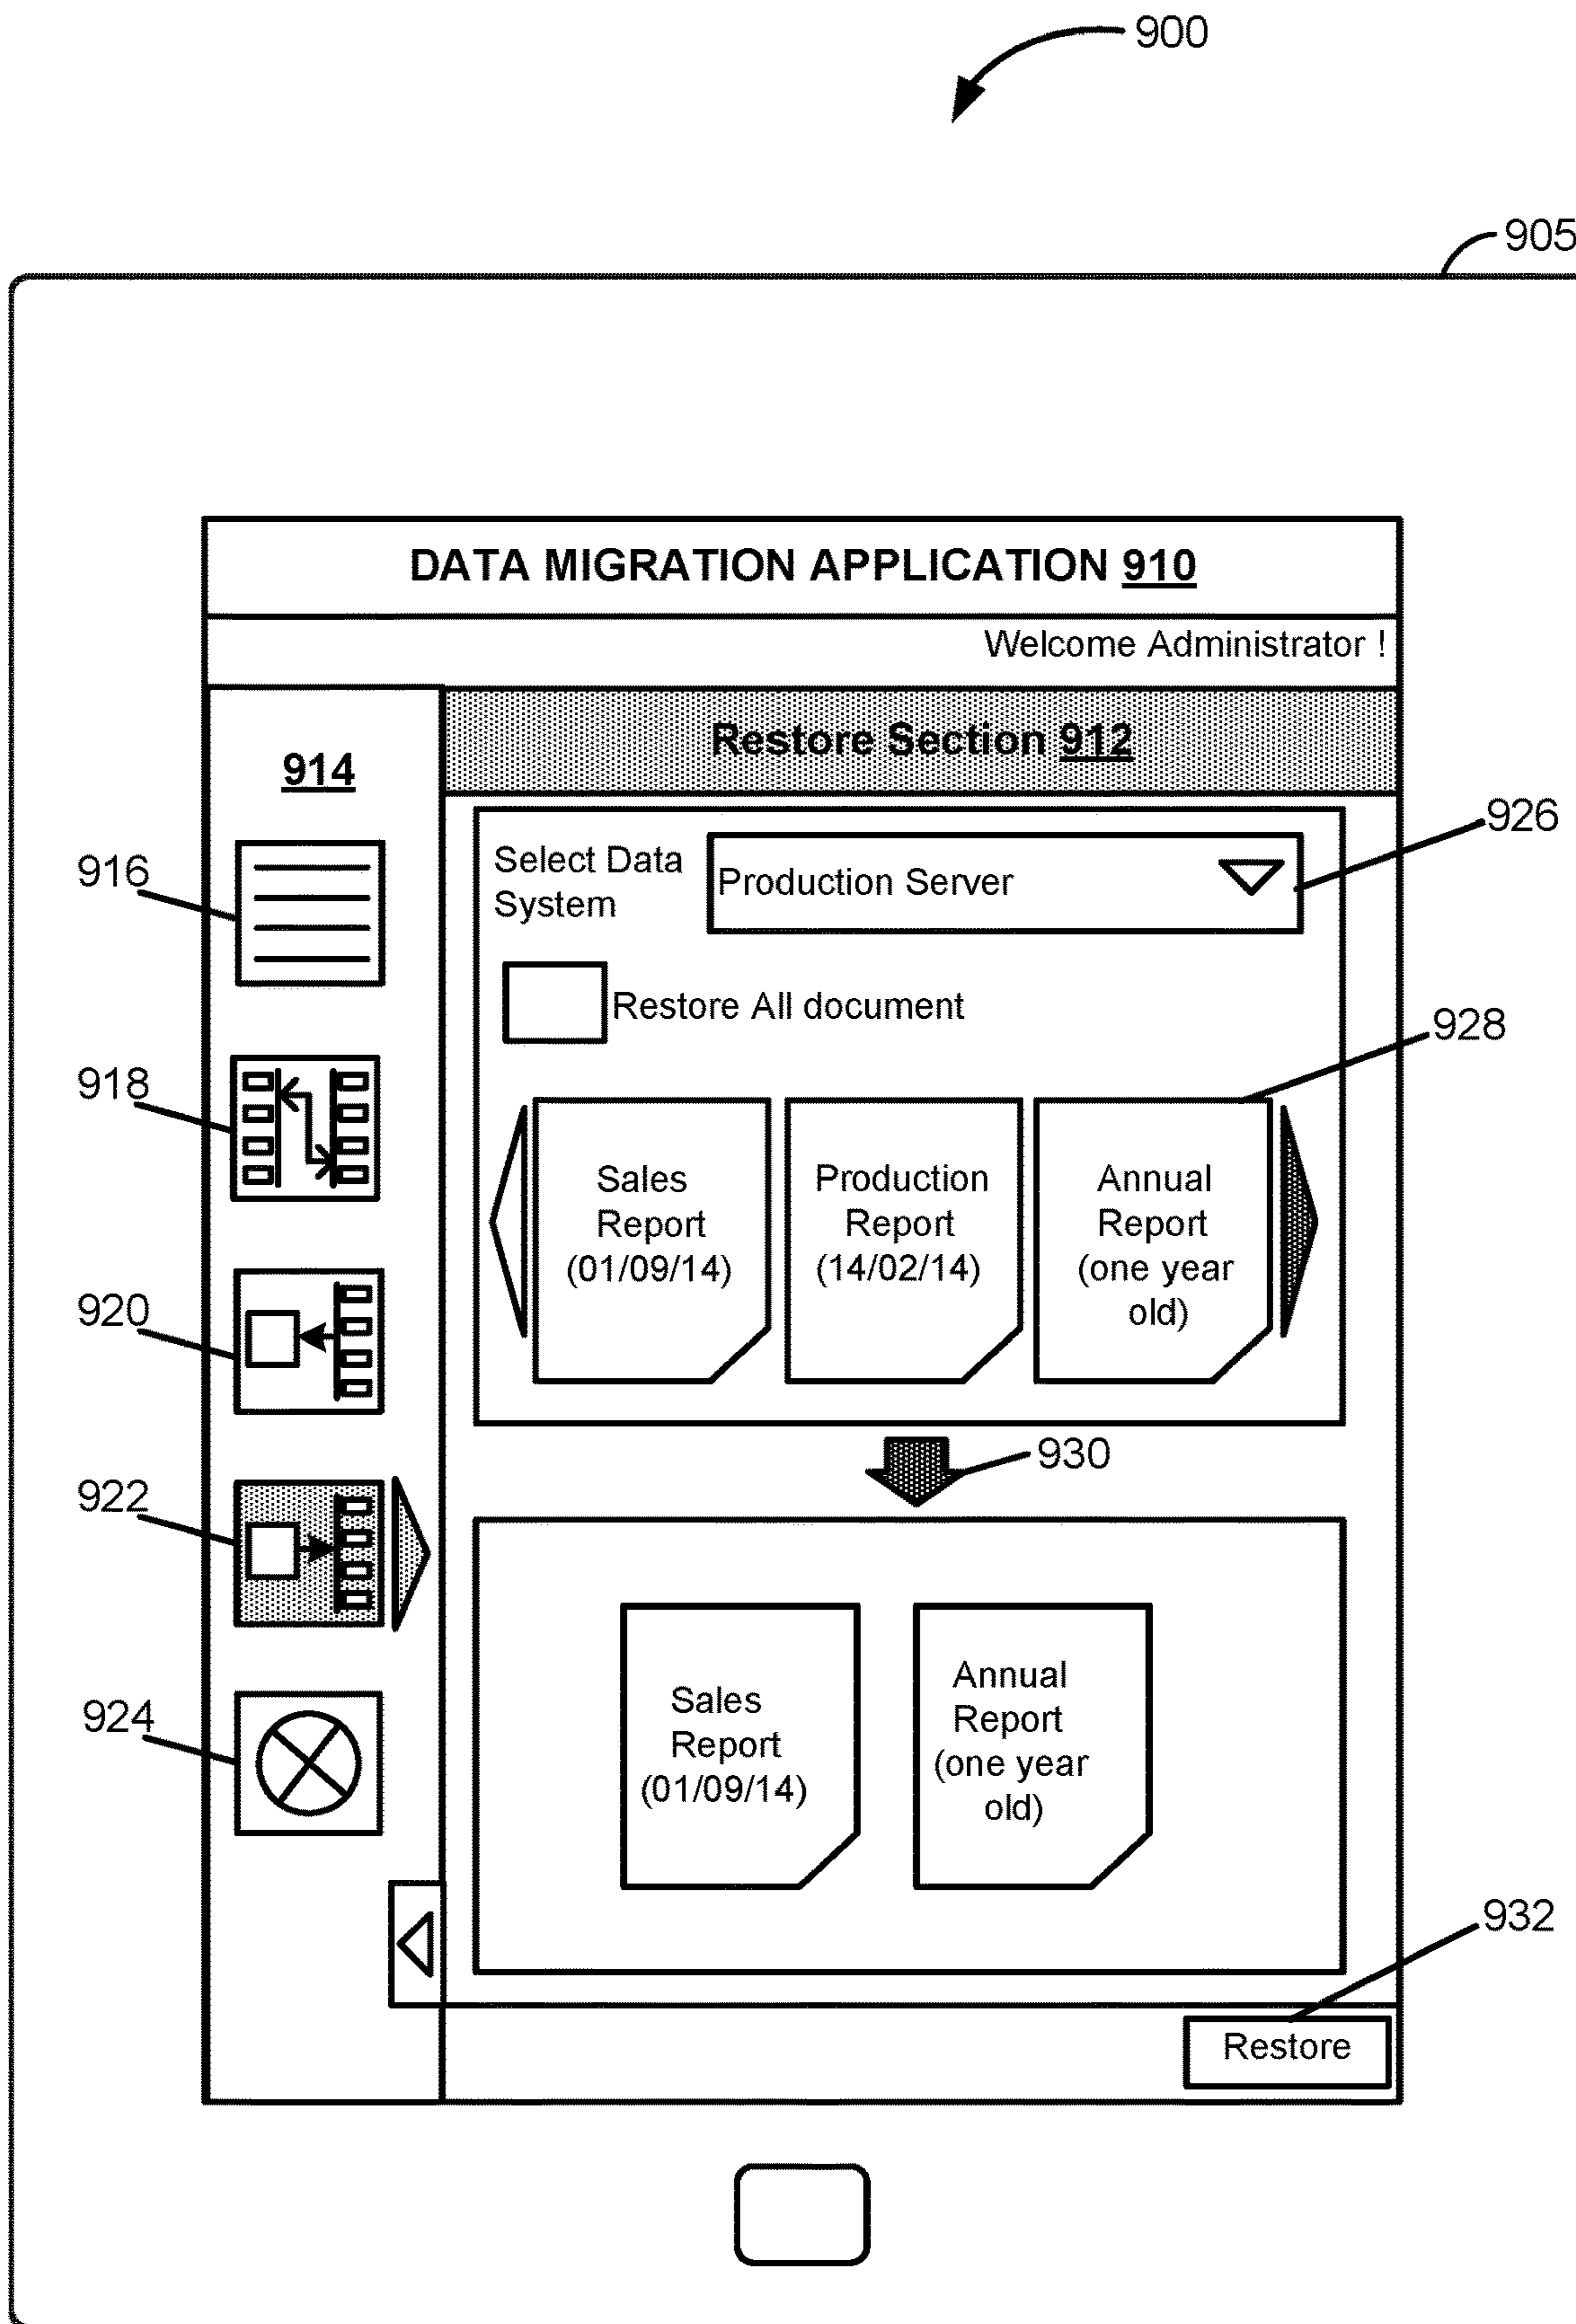 900
905
DATA MIGRATION APPLICATION 910
Welcome Administrator !
914
Restore Section 912
916
918
920
922
924
Select Data
System
Production Server
926
Restore All document
928
Sales
Report
(01/09/14)
Production
Report
(14/02/14)
Annual
Report
(one year
old)
930
Sales
Report
(01/09/14)
Annual
Report
(one year
old)
932
Restore